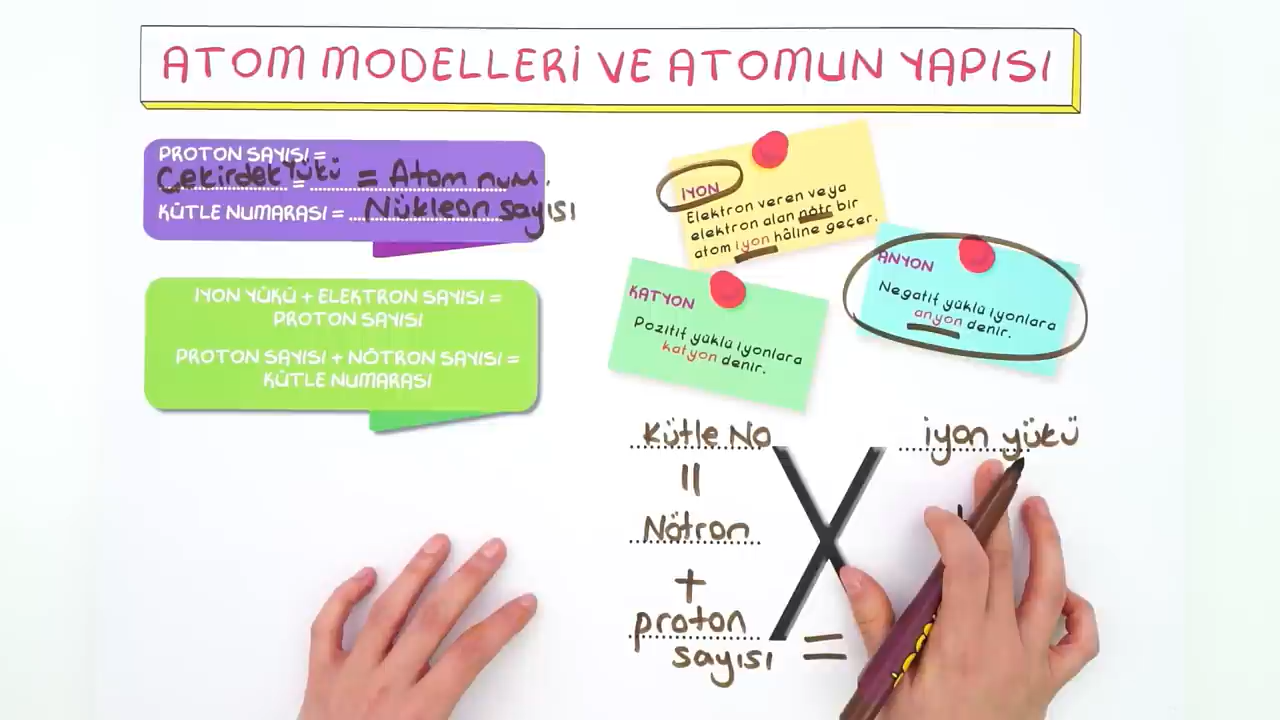 ATOM MODELLERİ VE ATOMUN YAPISI
PROTON SAYISI =
Çekirdek yükü = = Atom num.
KÜTLE NUMARASI = Nükleon sayısı
İYON YÜKÜ + ELEKTRON SAYISI =
PROTON SAYISI
PROTON SAYISI + NÖTRON SAYISI =
KÜTLE NUMARASI
İYON
Elektron veren veya
elektron alan nötr bir
atom iyon hâline geçer.
KATYON
Pozitif yüklü iyonlara
katyon denir.
ANYON
Negatif yüklü iyonlara
anyon denir.
Kütle No
=
Nötron
+
proton
sayısı =
X
iyon yükü